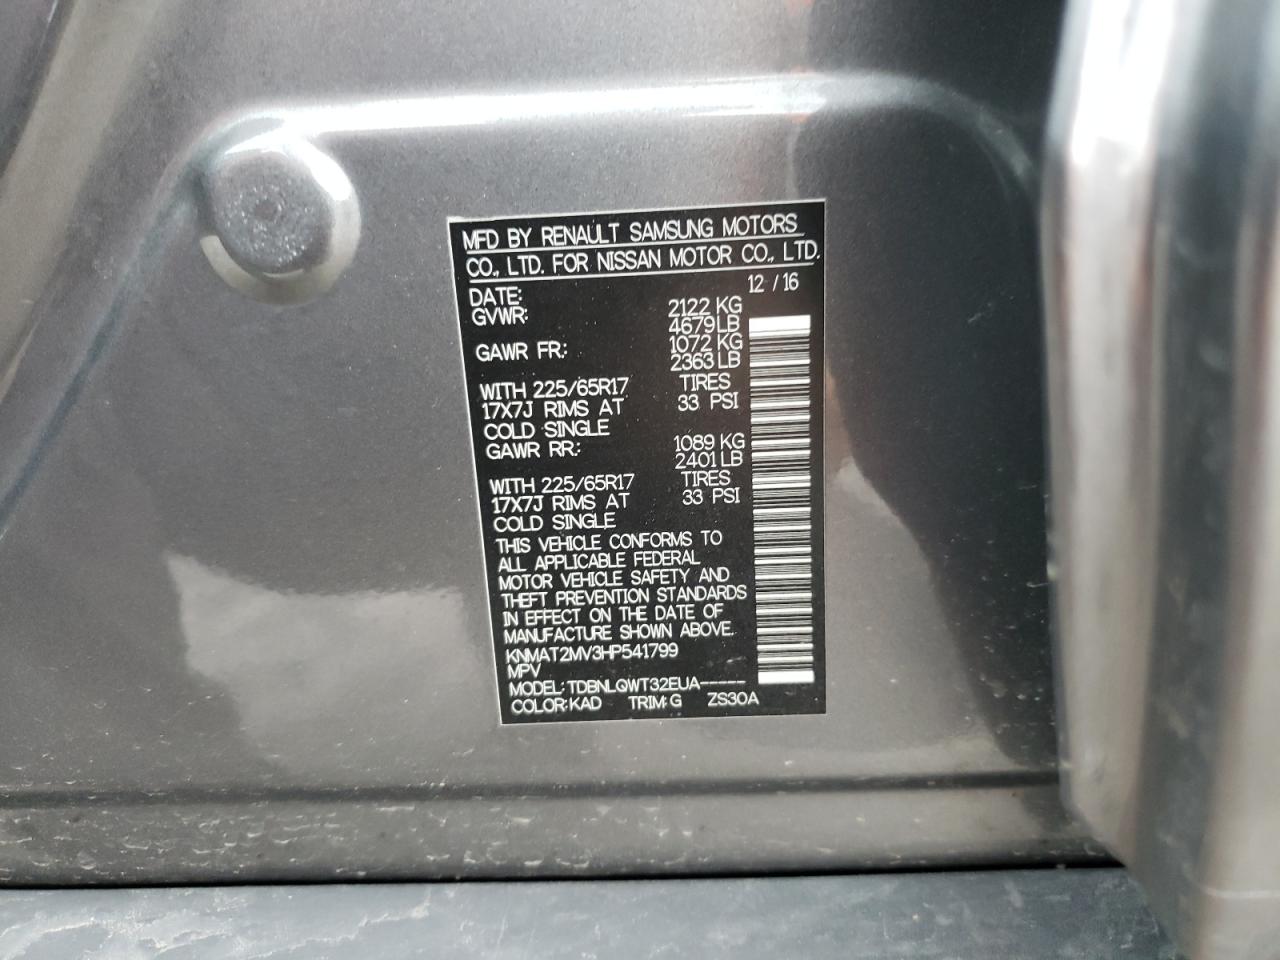 MFD BY RENAULT SAMSUNG MOTORS
CO., LTD. FOR NISSAN MOTOR CO., LTD.
DATE: 12 / 16
GVWR: 2122 KG
4679 LB
GAWR FR: 1072 KG
2363 LB
WITH 225/65R17 TIRES
17X7J RIMS AT 33 PSI
COLD SINGLE
GAWR RR: 1089 KG
2401 LB
WITH 225/65R17 TIRES
17X7J RIMS AT 33 PSI
COLD SINGLE
THIS VEHICLE CONFORMS TO
ALL APPLICABLE FEDERAL
MOTOR VEHICLE SAFETY AND
THEFT PREVENTION STANDARDS
IN EFFECT ON THE DATE OF
MANUFACTURE SHOWN ABOVE.
KNMAT2MV3HP541799
MPV
MODEL: TDBNLQWT32EUA-----
COLOR: KAD TRIM: G ZS30A